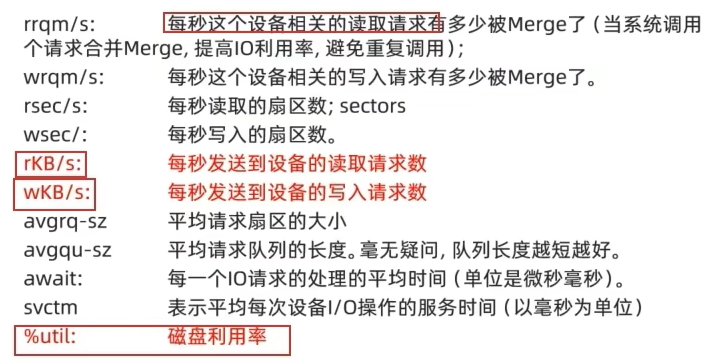 rrqm/s: 每秒这个设备相关的读取请求有多少被Merge了（当系统调用
个请求合并Merge, 提高IO利用率, 避免重复调用）;
wrqm/s: 每秒这个设备相关的写入请求有多少被Merge了。
rsec/s: 每秒读取的扇区数; sectors
wsec/: 每秒写入的扇区数。
rKB/s: 每秒发送到设备的读取请求数
wKB/s: 每秒发送到设备的写入请求数
avgrq-sz 平均请求扇区的大小
avgqu-sz 平均请求队列的长度。毫无疑问, 队列长度越短越好。
await: 每一个IO请求的处理的平均时间（单位是微秒毫秒）。
svctm 表示平均每次设备I/O操作的服务时间（以毫秒为单位）
%util: 磁盘利用率